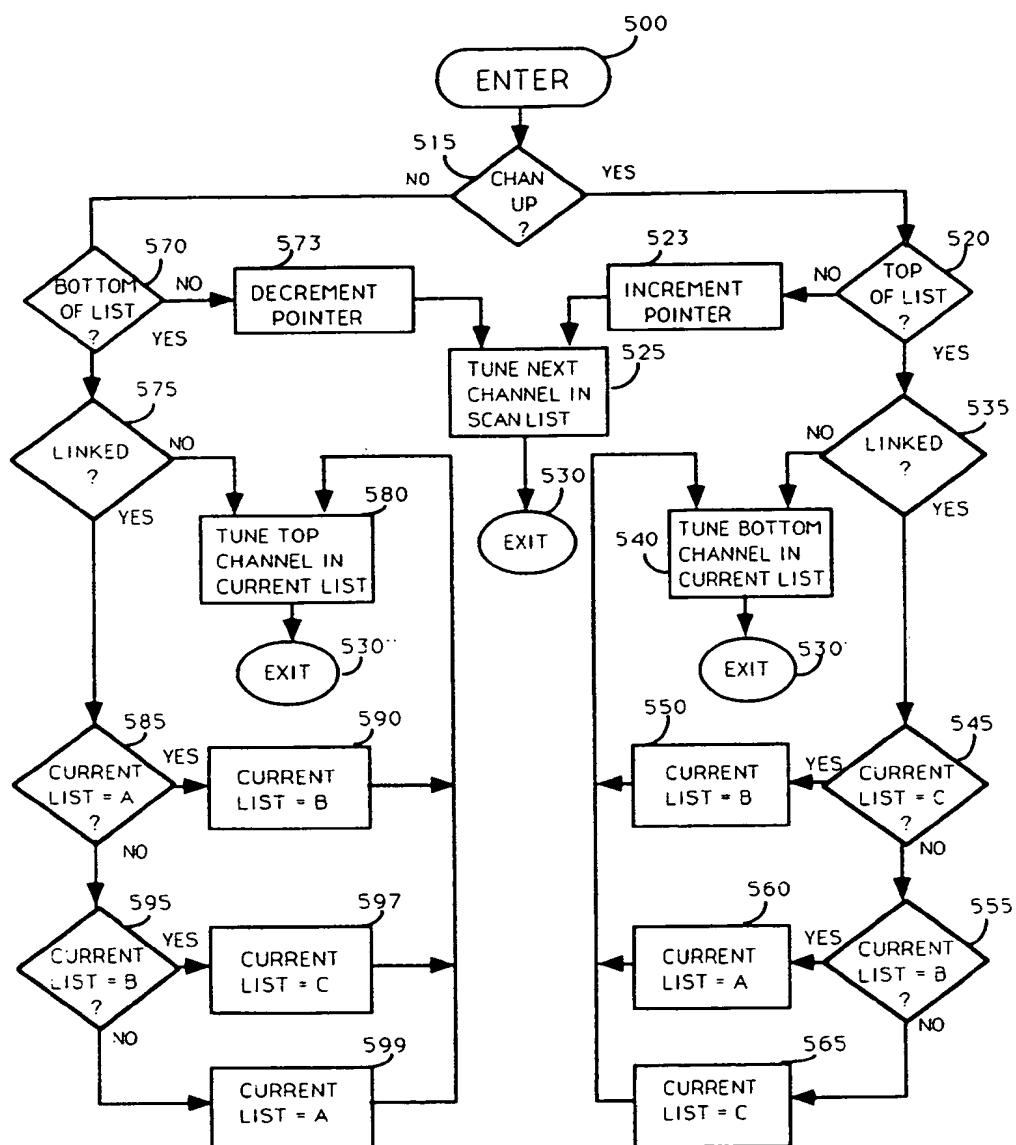 500
ENTER
515
CHAN
UP
?
NO
YES
570
BOTTOM
OF LIST
?
NO
YES
573
DECREMENT
POINTER
523
INCREMENT
POINTER
520
TOP
OF LIST
?
NO
YES
525
TUNE NEXT
CHANNEL IN
SCAN LIST
530
EXIT
575
LINKED
?
NO
YES
580
TUNE TOP
CHANNEL IN
CURRENT LIST
530''
EXIT
535
LINKED
?
NO
YES
540
TUNE BOTTOM
CHANNEL IN
CURRENT LIST
530'
EXIT
585
CURRENT
LIST = A
?
YES
NO
590
CURRENT
LIST = B
550
CURRENT
LIST = B
545
CURRENT
LIST = C
?
YES
NO
595
CURRENT
LIST = B
?
YES
NO
597
CURRENT
LIST = C
560
CURRENT
LIST = A
555
CURRENT
LIST = B
?
YES
NO
599
CURRENT
LIST = A
565
CURRENT
LIST = C